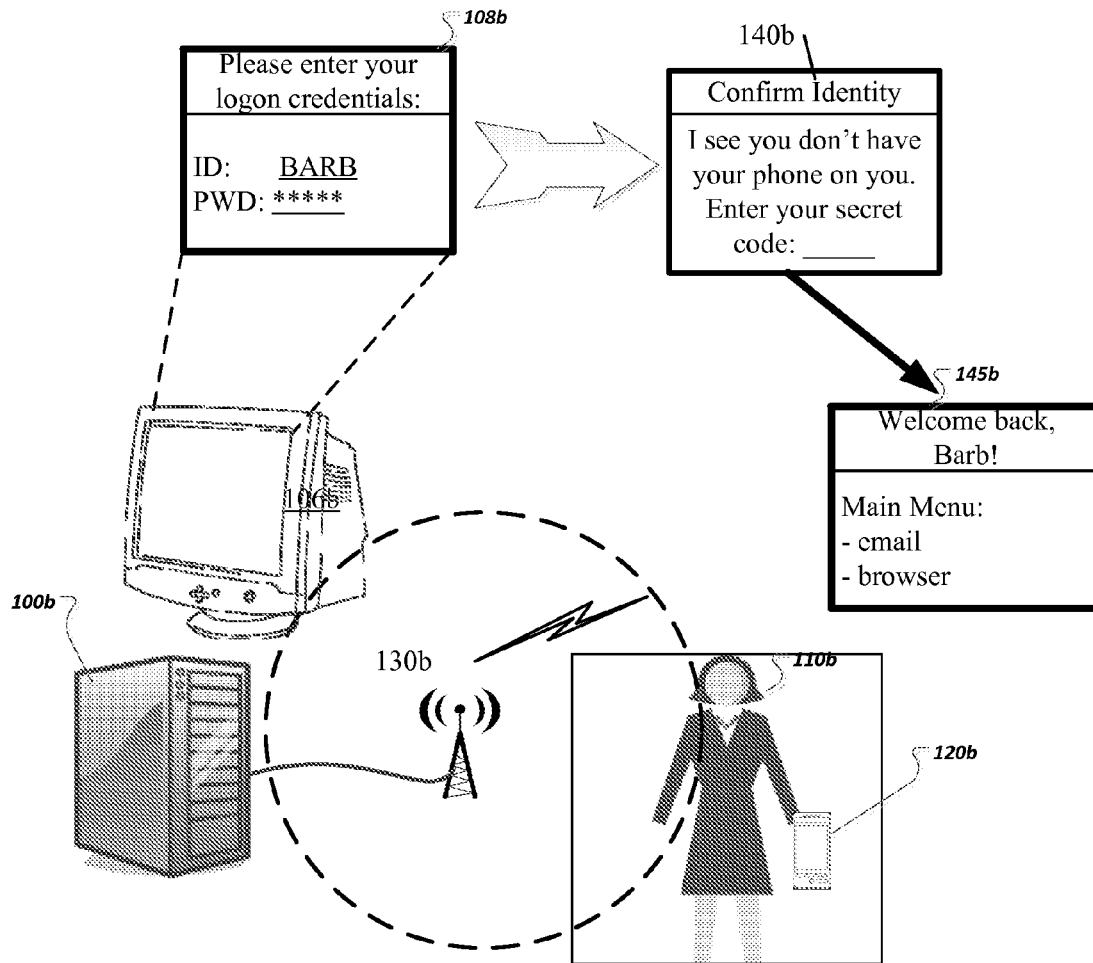 108b
Please enter your
logon credentials:
ID: BARB
PWD: *****
140b
Confirm Identity
I see you don't have
your phone on you.
Enter your secret
code: ______
145b
Welcome back,
Barb!
Main Menu:
- email
- browser
106b
100b
130b
110b
120b